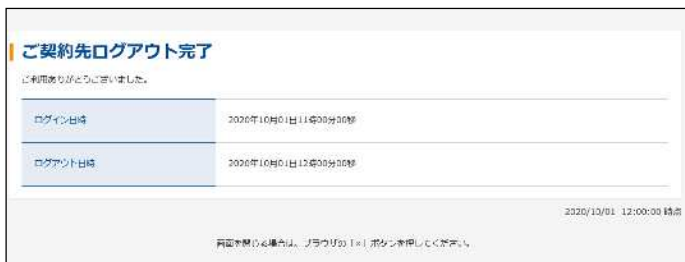 ご契約先ログアウト完了
ご利用ありがとうございました。
ログイン日時 2020年10月01日11時00分00秒
ログアウト日時 2020年10月01日12時00分00秒
2020/10/01 12:00:00 時点
画面を閉じる場合は、ブラウザの「×」ボタンを押してください。